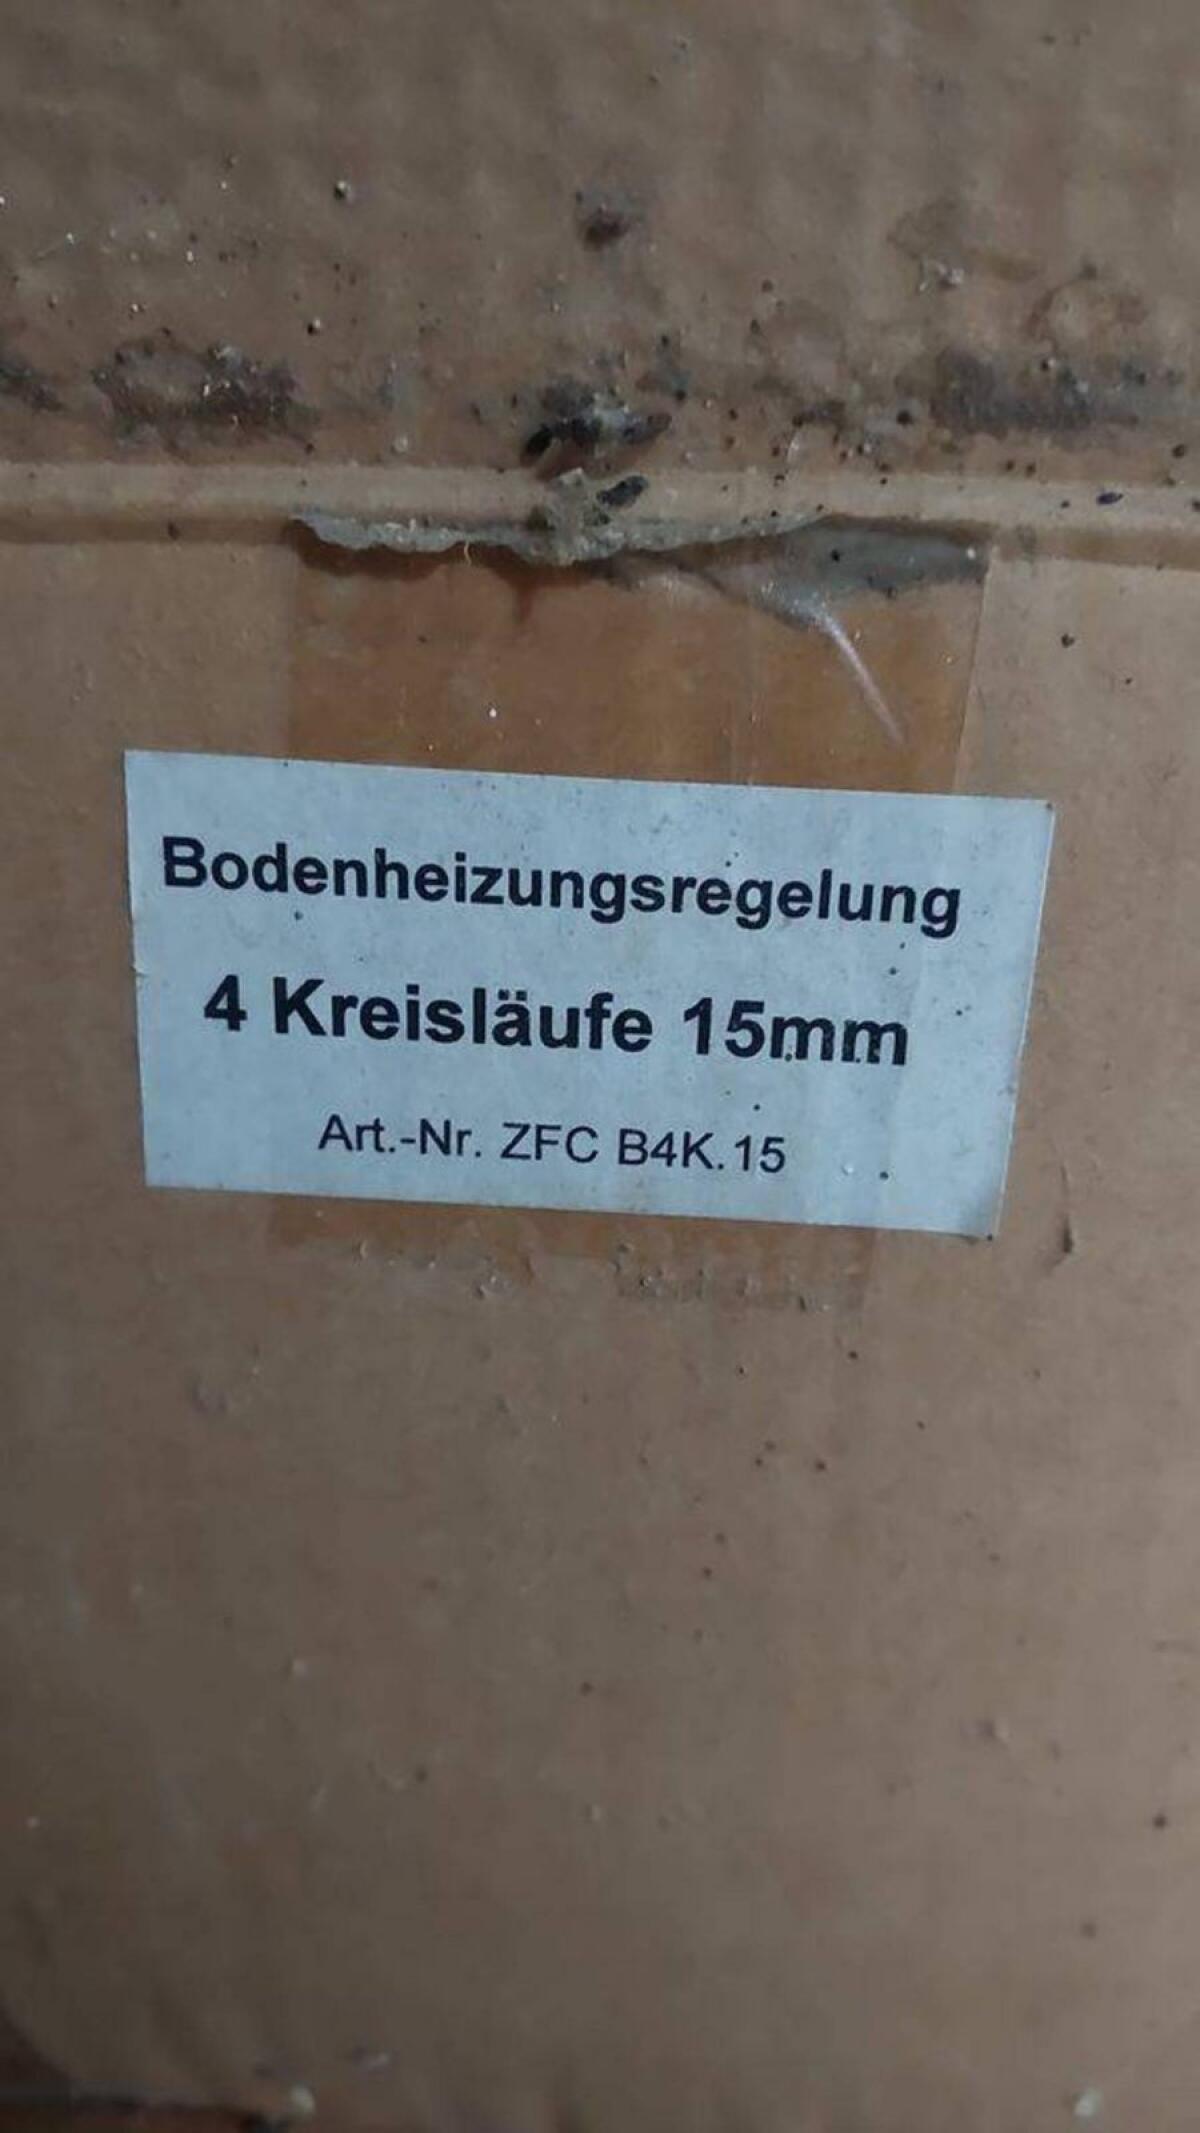 Bodenheizungsregelung
4 Kreisläufe 15mm
Art.-Nr. ZFC B4K.15